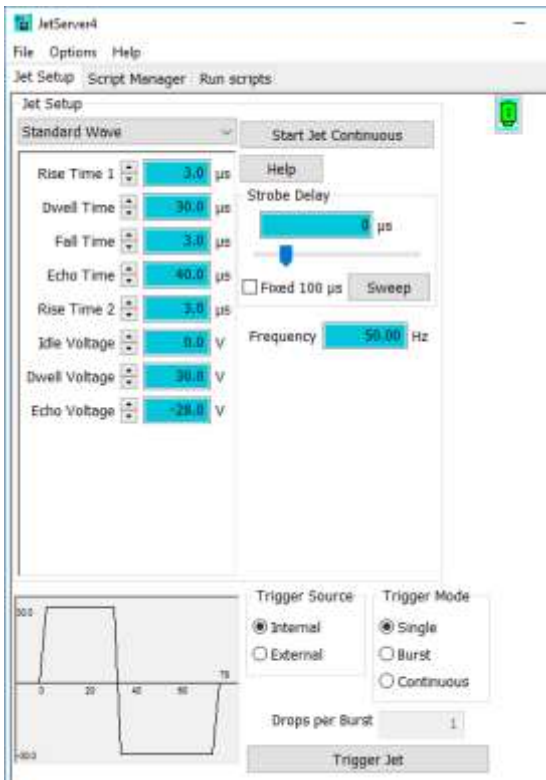 JetServer4
File Options Help
Jet Setup Script Manager Run scripts
Jet Setup
Standard Wave
Start Jet Continuous
Rise Time 1 3.0 µs
Help
Strobe Delay
Dwell Time 30.0 µs
0 µs
Fall Time 3.0 µs
Echo Time 40.0 µs
Fixed 100 µs Sweep
Rise Time 2 3.0 µs
Idle Voltage 0.0 V
Frequency 50.00 Hz
Dwell Voltage 30.0 V
Echo Voltage -28.0 V
Trigger Source
Internal
External
Trigger Mode
Single
Burst
Continuous
0 20 40 60
Drops per Burst 1
Trigger Jet